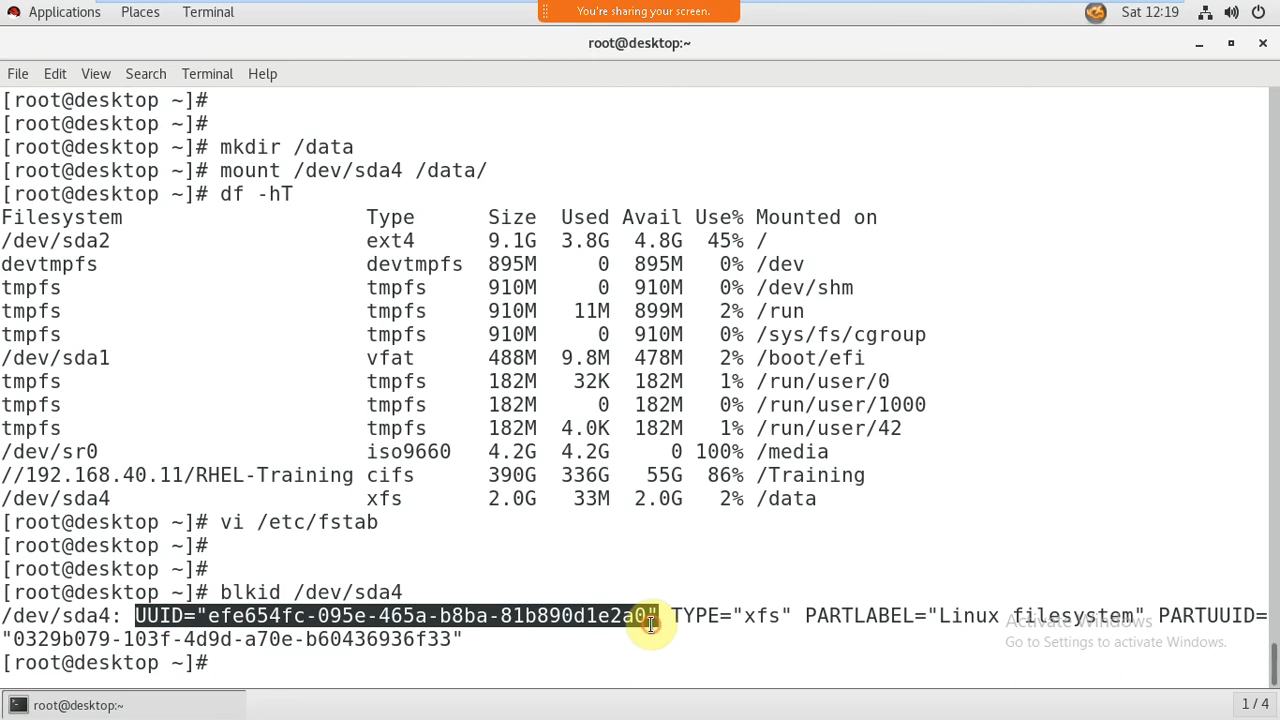 Applications Places Terminal You're sharing your screen. Sat 12:19
root@desktop:~
File Edit View Search Terminal Help
[root@desktop ~]#
[root@desktop ~]#
[root@desktop ~]# mkdir /data
[root@desktop ~]# mount /dev/sda4 /data/
[root@desktop ~]# df -hT
Filesystem Type Size Used Avail Use% Mounted on
/dev/sda2 ext4 9.1G 3.8G 4.8G 45% /
devtmpfs devtmpfs 895M 0 895M 0% /dev
tmpfs tmpfs 910M 0 910M 0% /dev/shm
tmpfs tmpfs 910M 11M 899M 2% /run
tmpfs tmpfs 910M 0 910M 0% /sys/fs/cgroup
/dev/sda1 vfat 488M 9.8M 478M 2% /boot/efi
tmpfs tmpfs 182M 32K 182M 1% /run/user/0
tmpfs tmpfs 182M 0 182M 0% /run/user/1000
tmpfs tmpfs 182M 4.0K 182M 1% /run/user/42
/dev/sr0 iso9660 4.2G 4.2G 0 100% /media
//192.168.40.11/RHEL-Training cifs 390G 336G 55G 86% /Training
/dev/sda4 xfs 2.0G 33M 2.0G 2% /data
[root@desktop ~]# vi /etc/fstab
[root@desktop ~]#
[root@desktop ~]#
[root@desktop ~]# blkid /dev/sda4
/dev/sda4: UUID="efe654fc-095e-465a-b8ba-81b890d1e2a0" TYPE="xfs" PARTLABEL="Linux filesystem" PARTUUID=
"0329b079-103f-4d9d-a70e-b60436936f33"
[root@desktop ~]#
Activate Windows
Go to Settings to activate Windows.
root@desktop:~ 1 / 4